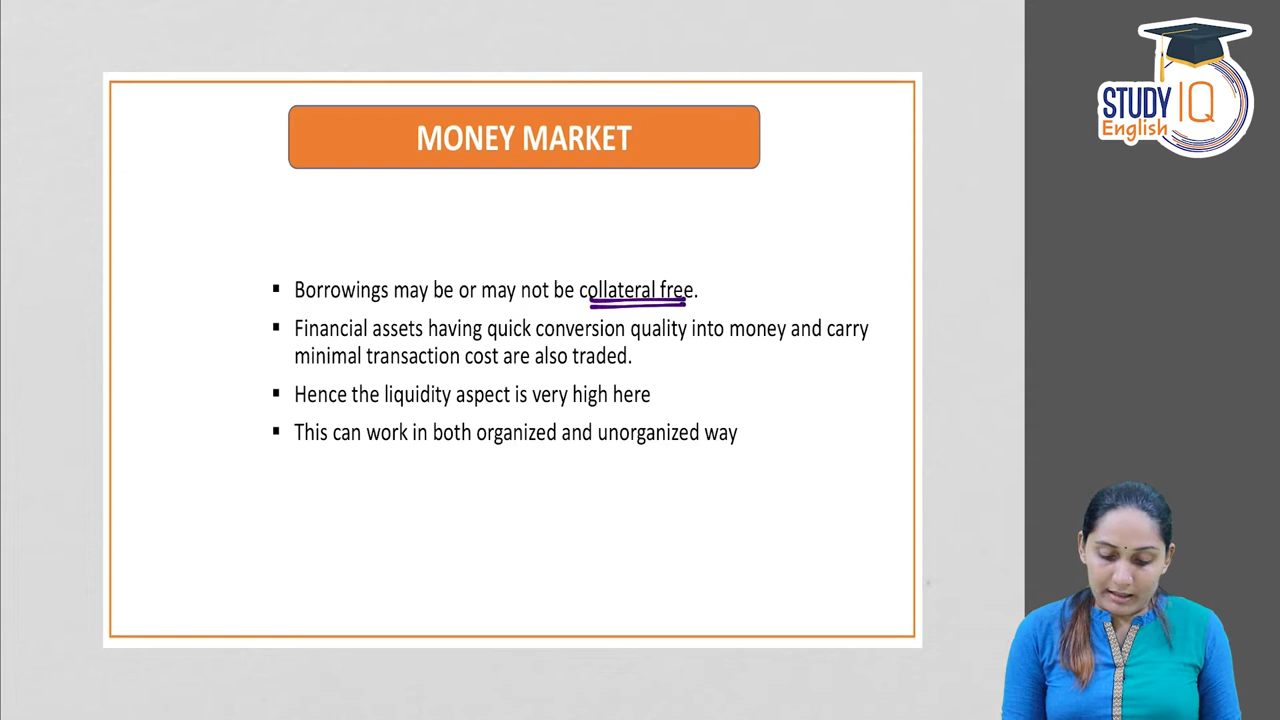 MONEY MARKET
▪ Borrowings may be or may not be collateral free.
▪ Financial assets having quick conversion quality into money and carry
minimal transaction cost are also traded.
▪ Hence the liquidity aspect is very high here
▪ This can work in both organized and unorganized way
STUDY IQ
English